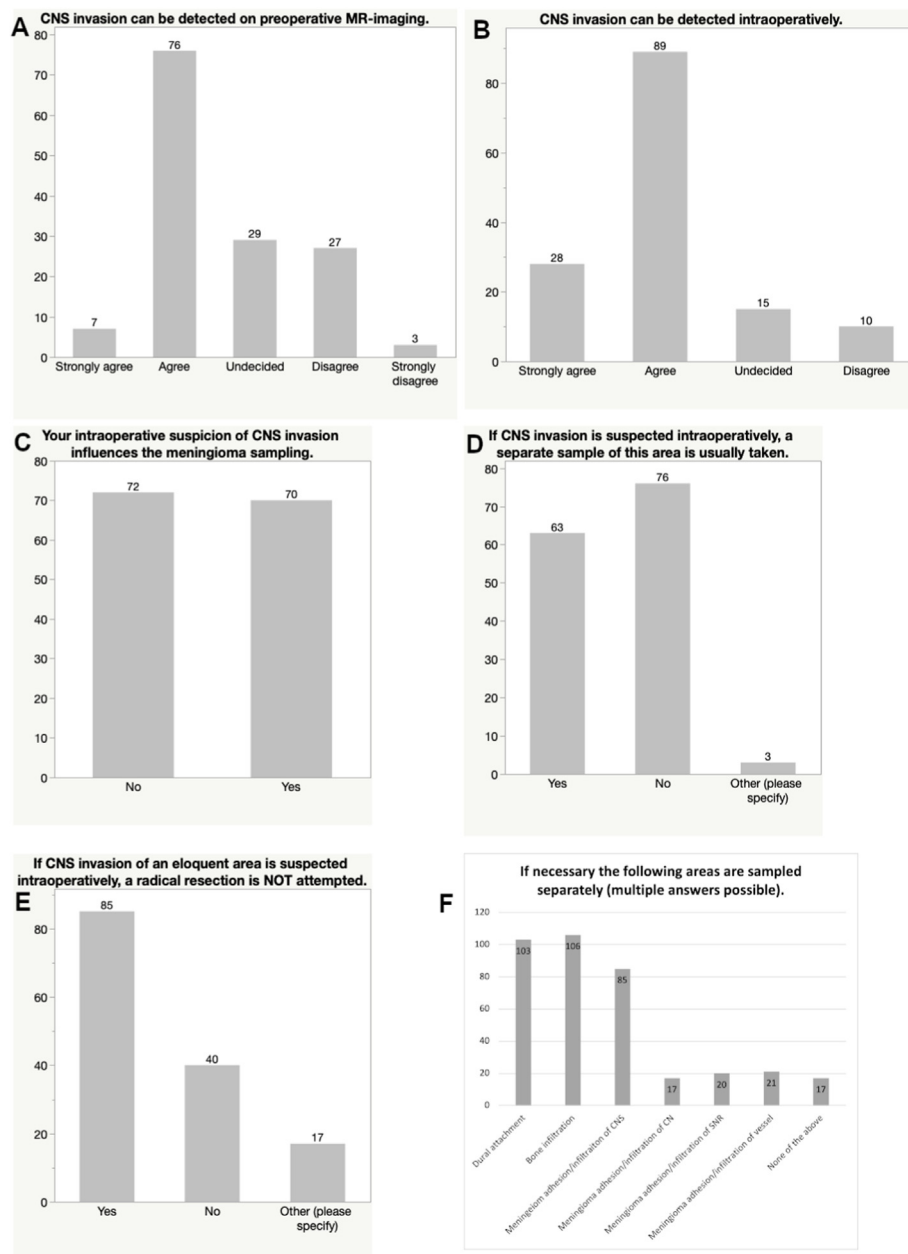 A
CNS invasion can be detected on preoperative MR-imaging.
80
70
60
50
40
30
20
10
0
7
76
29
27
3
Strongly agree
Agree
Undecided
Disagree
Strongly
disagree
B
CNS invasion can be detected intraoperatively.
80
60
40
20
0
28
89
15
10
Strongly agree
Agree
Undecided
Disagree
C
Your intraoperative suspicion of CNS invasion
influences the meningioma sampling.
80
70
60
50
40
30
20
10
0
72
70
No
Yes
D
If CNS invasion is suspected intraoperatively, a
separate sample of this area is usually taken.
80
70
60
50
40
30
20
10
0
63
76
3
Yes
No
Other (please
specify)
E
If CNS invasion of an eloquent area is suspected
intraoperatively, a radical resection is NOT attempted.
80
60
40
20
0
85
40
17
Yes
No
Other (please
specify)
F
If necessary the following areas are sampled
separately (multiple answers possible).
120
100
80
60
40
20
0
103
106
85
17
20
21
17
Dural attachment
Bone infiltration
Meningeiom adhesion/infiltraiton of CNS
Meningioma adhesion/infiltration of CN
Meningioma adhesion/infiltration of SNR
Meningioma adhesion/infiltration of vessel
None of the above